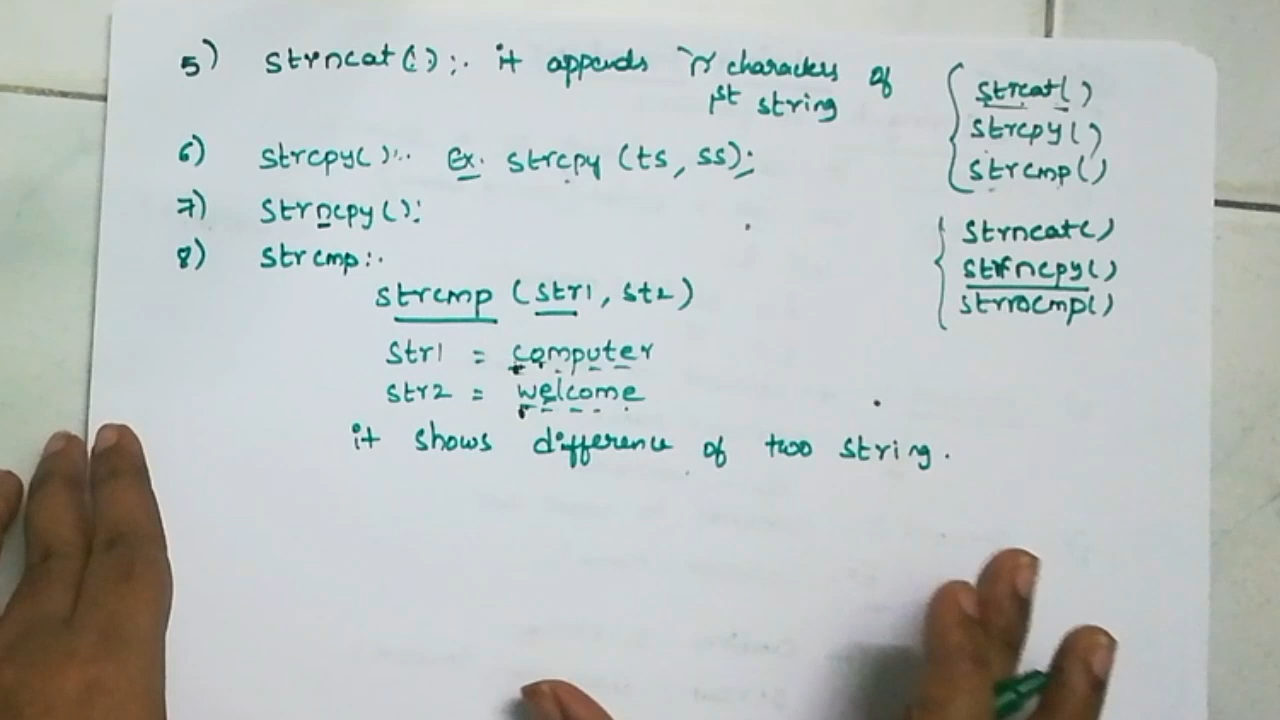 5) strncat():. it appends 'n' characters of
1st string
6) strcpy():. Ex. strcpy (ts, ss);
7) strncpy():
8) strcmp:.
strcmp (str1, st2)
str1 = computer
str2 = welcome
it shows difference of two string.
strcat()
strcpy()
strcmp()
strncat()
strncpy()
strncmp()